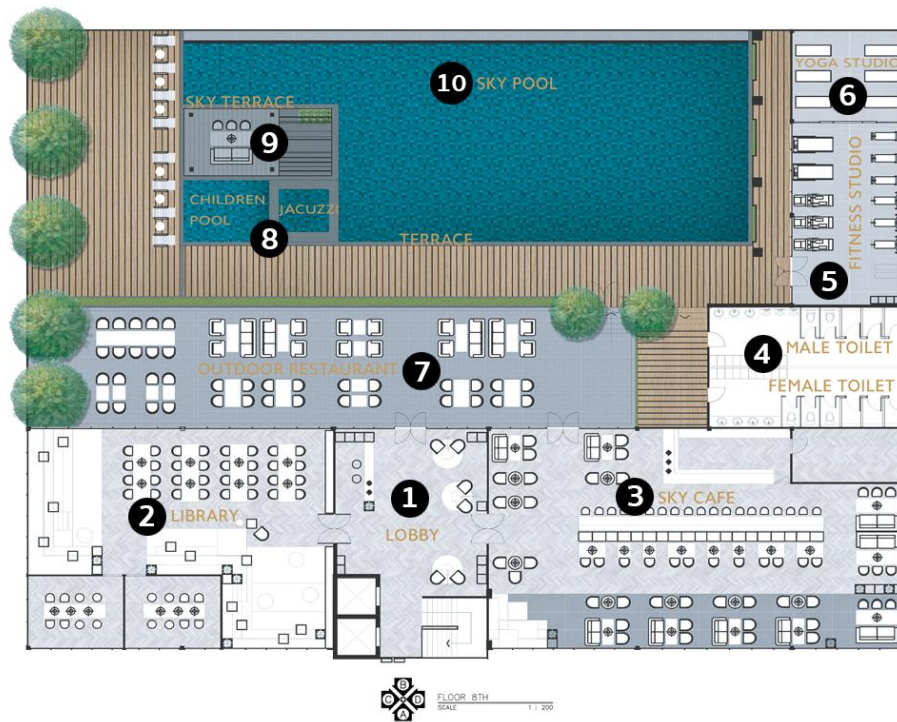 10 SKY POOL
YOGA STUDIO
6
SKY TERRACE
9
CHILDREN
POOL
JACUZZI
8
TERRACE
FITNESS STUDIO
5
4
MALE TOILET
FEMALE TOILET
OUTDOOR RESTAURANT
7
1
LOBBY
2 LIBRARY
3 SKY CAFE
B
C D
A
FLOOR 8TH
SCALE 1 : 200